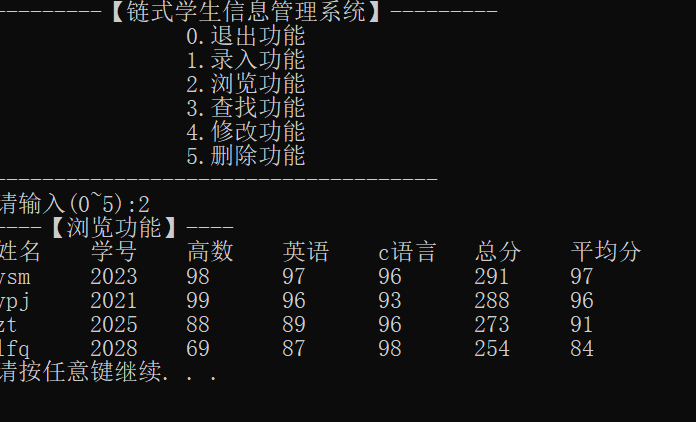 ---------【链式学生信息管理系统】---------
0.退出功能
1.录入功能
2.浏览功能
3.查找功能
4.修改功能
5.删除功能
-------------------------------------
请输入(0~5):2
----【浏览功能】----
姓名 学号 高数 英语 c语言 总分 平均分
ysm 2023 98 97 96 291 97
ypj 2021 99 96 93 288 96
zt 2025 88 89 96 273 91
lfq 2028 69 87 98 254 84
请按任意键继续. . .